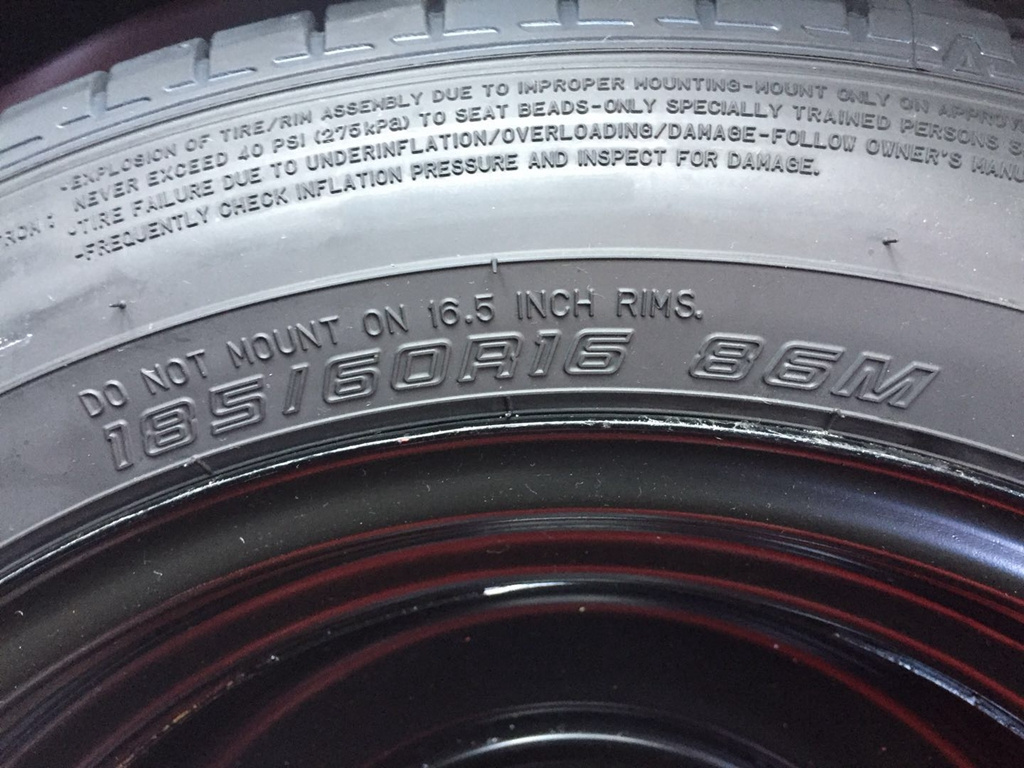 -EXPLOSION OF TIRE/RIM ASSEMBLY DUE TO IMPROPER MOUNTING-MOUNT ONLY ON
NEVER EXCEED 40 PSI (275kPa) TO SEAT BEADS-ONLY SPECIALLY TRAINED PERSONS
-TIRE FAILURE DUE TO UNDERINFLATION/OVERLOADING/DAMAGE-FOLLOW OWNER'S
-FREQUENTLY CHECK INFLATION PRESSURE AND INSPECT FOR DAMAGE.
DO NOT MOUNT ON 16.5 INCH RIMS.
185/60R16 86M